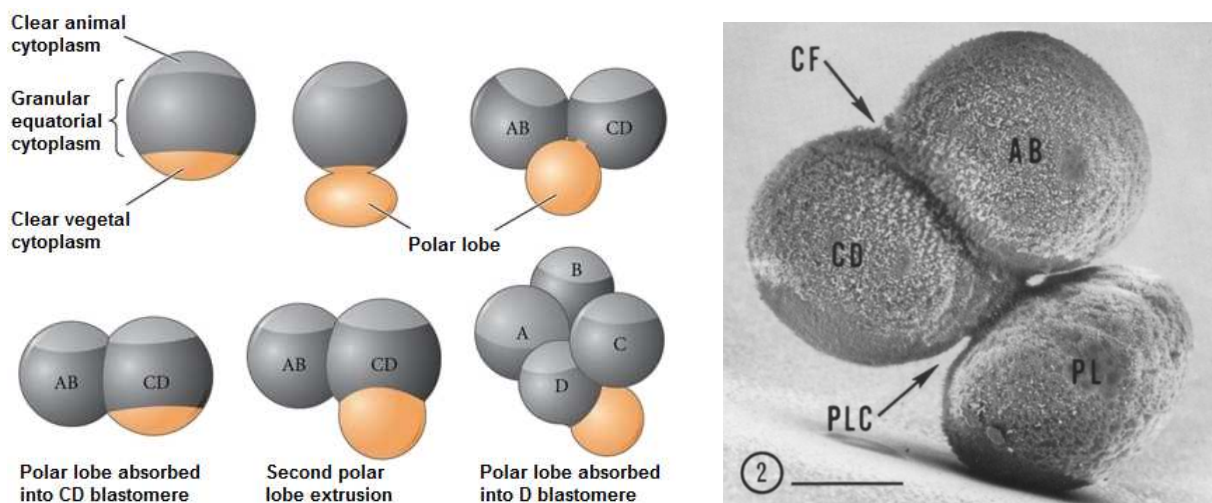 Clear animal
cytoplasm
Granular
equatorial
cytoplasm
Clear vegetal
cytoplasm
AB
CD
Polar lobe
AB
CD
Polar lobe absorbed
into CD blastomere
AB
CD
Second polar
lobe extrusion
B
A
C
D
Polar lobe absorbed
into D blastomere
CF
AB
CD
PL
PLC
2